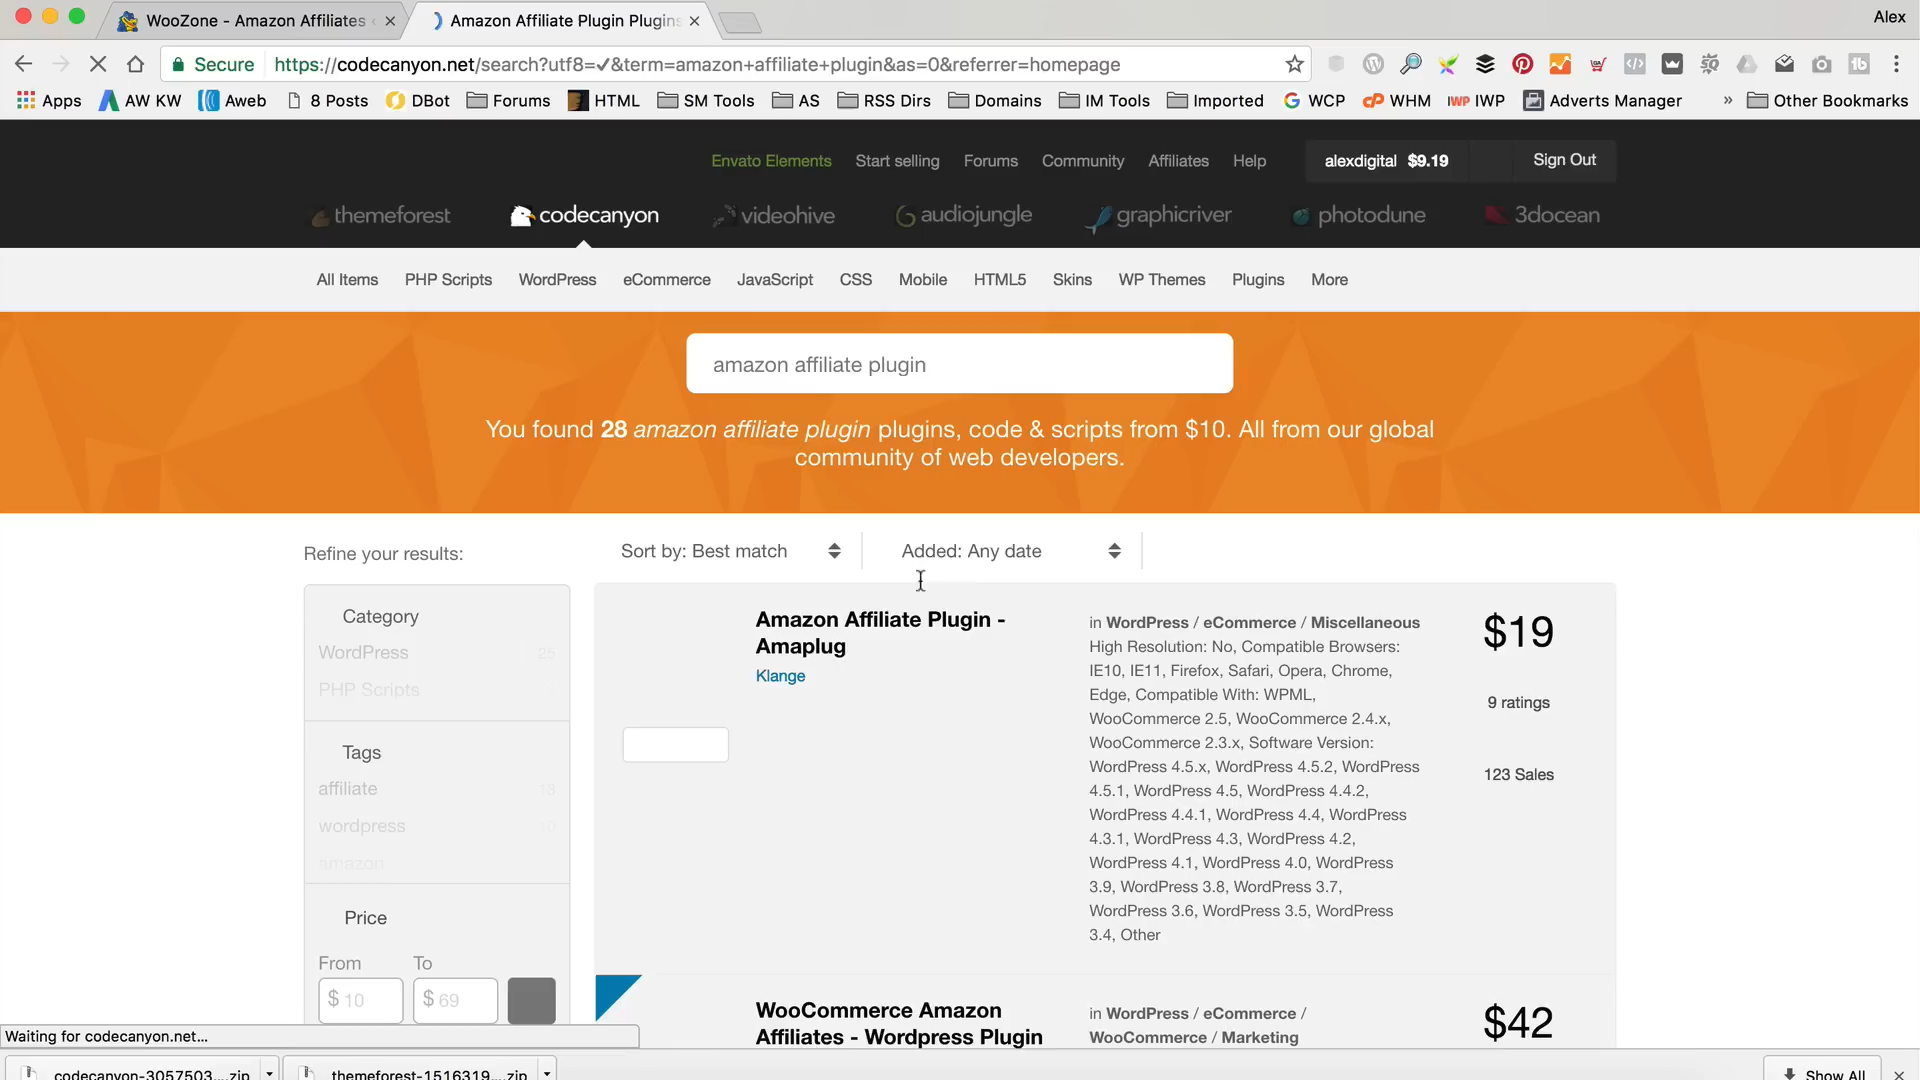 WooZone - Amazon Affiliates
Amazon Affiliate Plugin Plugins
Alex
Secure
https://codecanyon.net/search?utf8=✓&term=amazon+affiliate+plugin&as=0&referrer=homepage
Apps AW KW Aweb 8 Posts DBot Forums HTML SM Tools AS RSS Dirs Domains IM Tools Imported WCP WHM IWP IWP Adverts Manager » Other Bookmarks
Envato Elements Start selling Forums Community Affiliates Help alexdigital $9.19 Sign Out
themeforest codecanyon videohive audiojungle graphicriver photodune 3docean
All Items PHP Scripts WordPress eCommerce JavaScript CSS Mobile HTML5 Skins WP Themes Plugins More
amazon affiliate plugin
You found 28 amazon affiliate plugin plugins, code & scripts from $10. All from our global
community of web developers.
Refine your results:
Sort by: Best match
Added: Any date
Category
WordPress 25
PHP Scripts
Tags
affiliate 13
wordpress 10
amazon
Price
From To
$ 10 $ 69
Amazon Affiliate Plugin -
Amaplug
Klange
in WordPress / eCommerce / Miscellaneous
High Resolution: No, Compatible Browsers:
IE10, IE11, Firefox, Safari, Opera, Chrome,
Edge, Compatible With: WPML,
WooCommerce 2.5, WooCommerce 2.4.x,
WooCommerce 2.3.x, Software Version:
WordPress 4.5.x, WordPress 4.5.2, WordPress
4.5.1, WordPress 4.5, WordPress 4.4.2,
WordPress 4.4.1, WordPress 4.4, WordPress
4.3.1, WordPress 4.3, WordPress 4.2,
WordPress 4.1, WordPress 4.0, WordPress
3.9, WordPress 3.8, WordPress 3.7,
WordPress 3.6, WordPress 3.5, WordPress
3.4, Other
$19
9 ratings
123 Sales
WooCommerce Amazon
Affiliates - Wordpress Plugin
in WordPress / eCommerce /
WooCommerce / Marketing
$42
Waiting for codecanyon.net...
codecanyon-3057503....zip
themeforest-1516319....zip
Show All